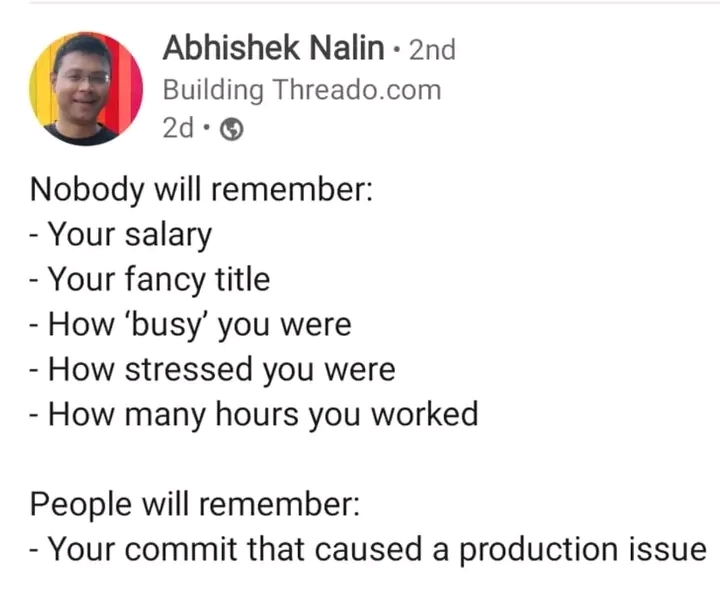 Abhishek Nalin • 2nd
Building Threado.com
2d •
Nobody will remember:
- Your salary
- Your fancy title
- How ‘busy’ you were
- How stressed you were
- How many hours you worked
People will remember:
- Your commit that caused a production issue